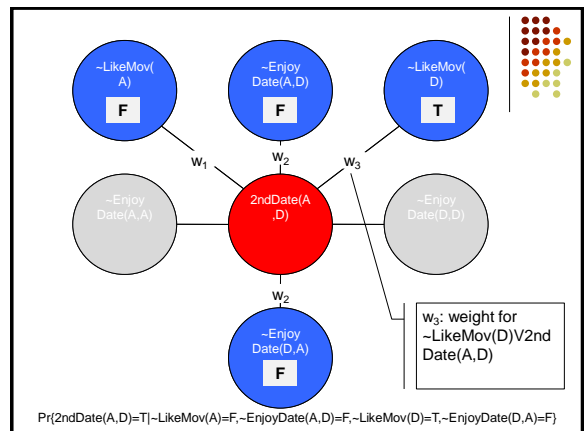 ~LikeMov(
A)
F
~Enjoy
Date(A,D)
F
~LikeMov(
D)
T
w1
w2
w3
~Enjoy
Date(A,A)
2ndDate(A
,D)
~Enjoy
Date(D,D)
w2
~Enjoy
Date(D,A)
F
w3: weight for
~LikeMov(D)V2nd
Date(A,D)
Pr{2ndDate(A,D)=T|~LikeMov(A)=F,~EnjoyDate(A,D)=F,~LikeMov(D)=T,~EnjoyDate(D,A)=F}